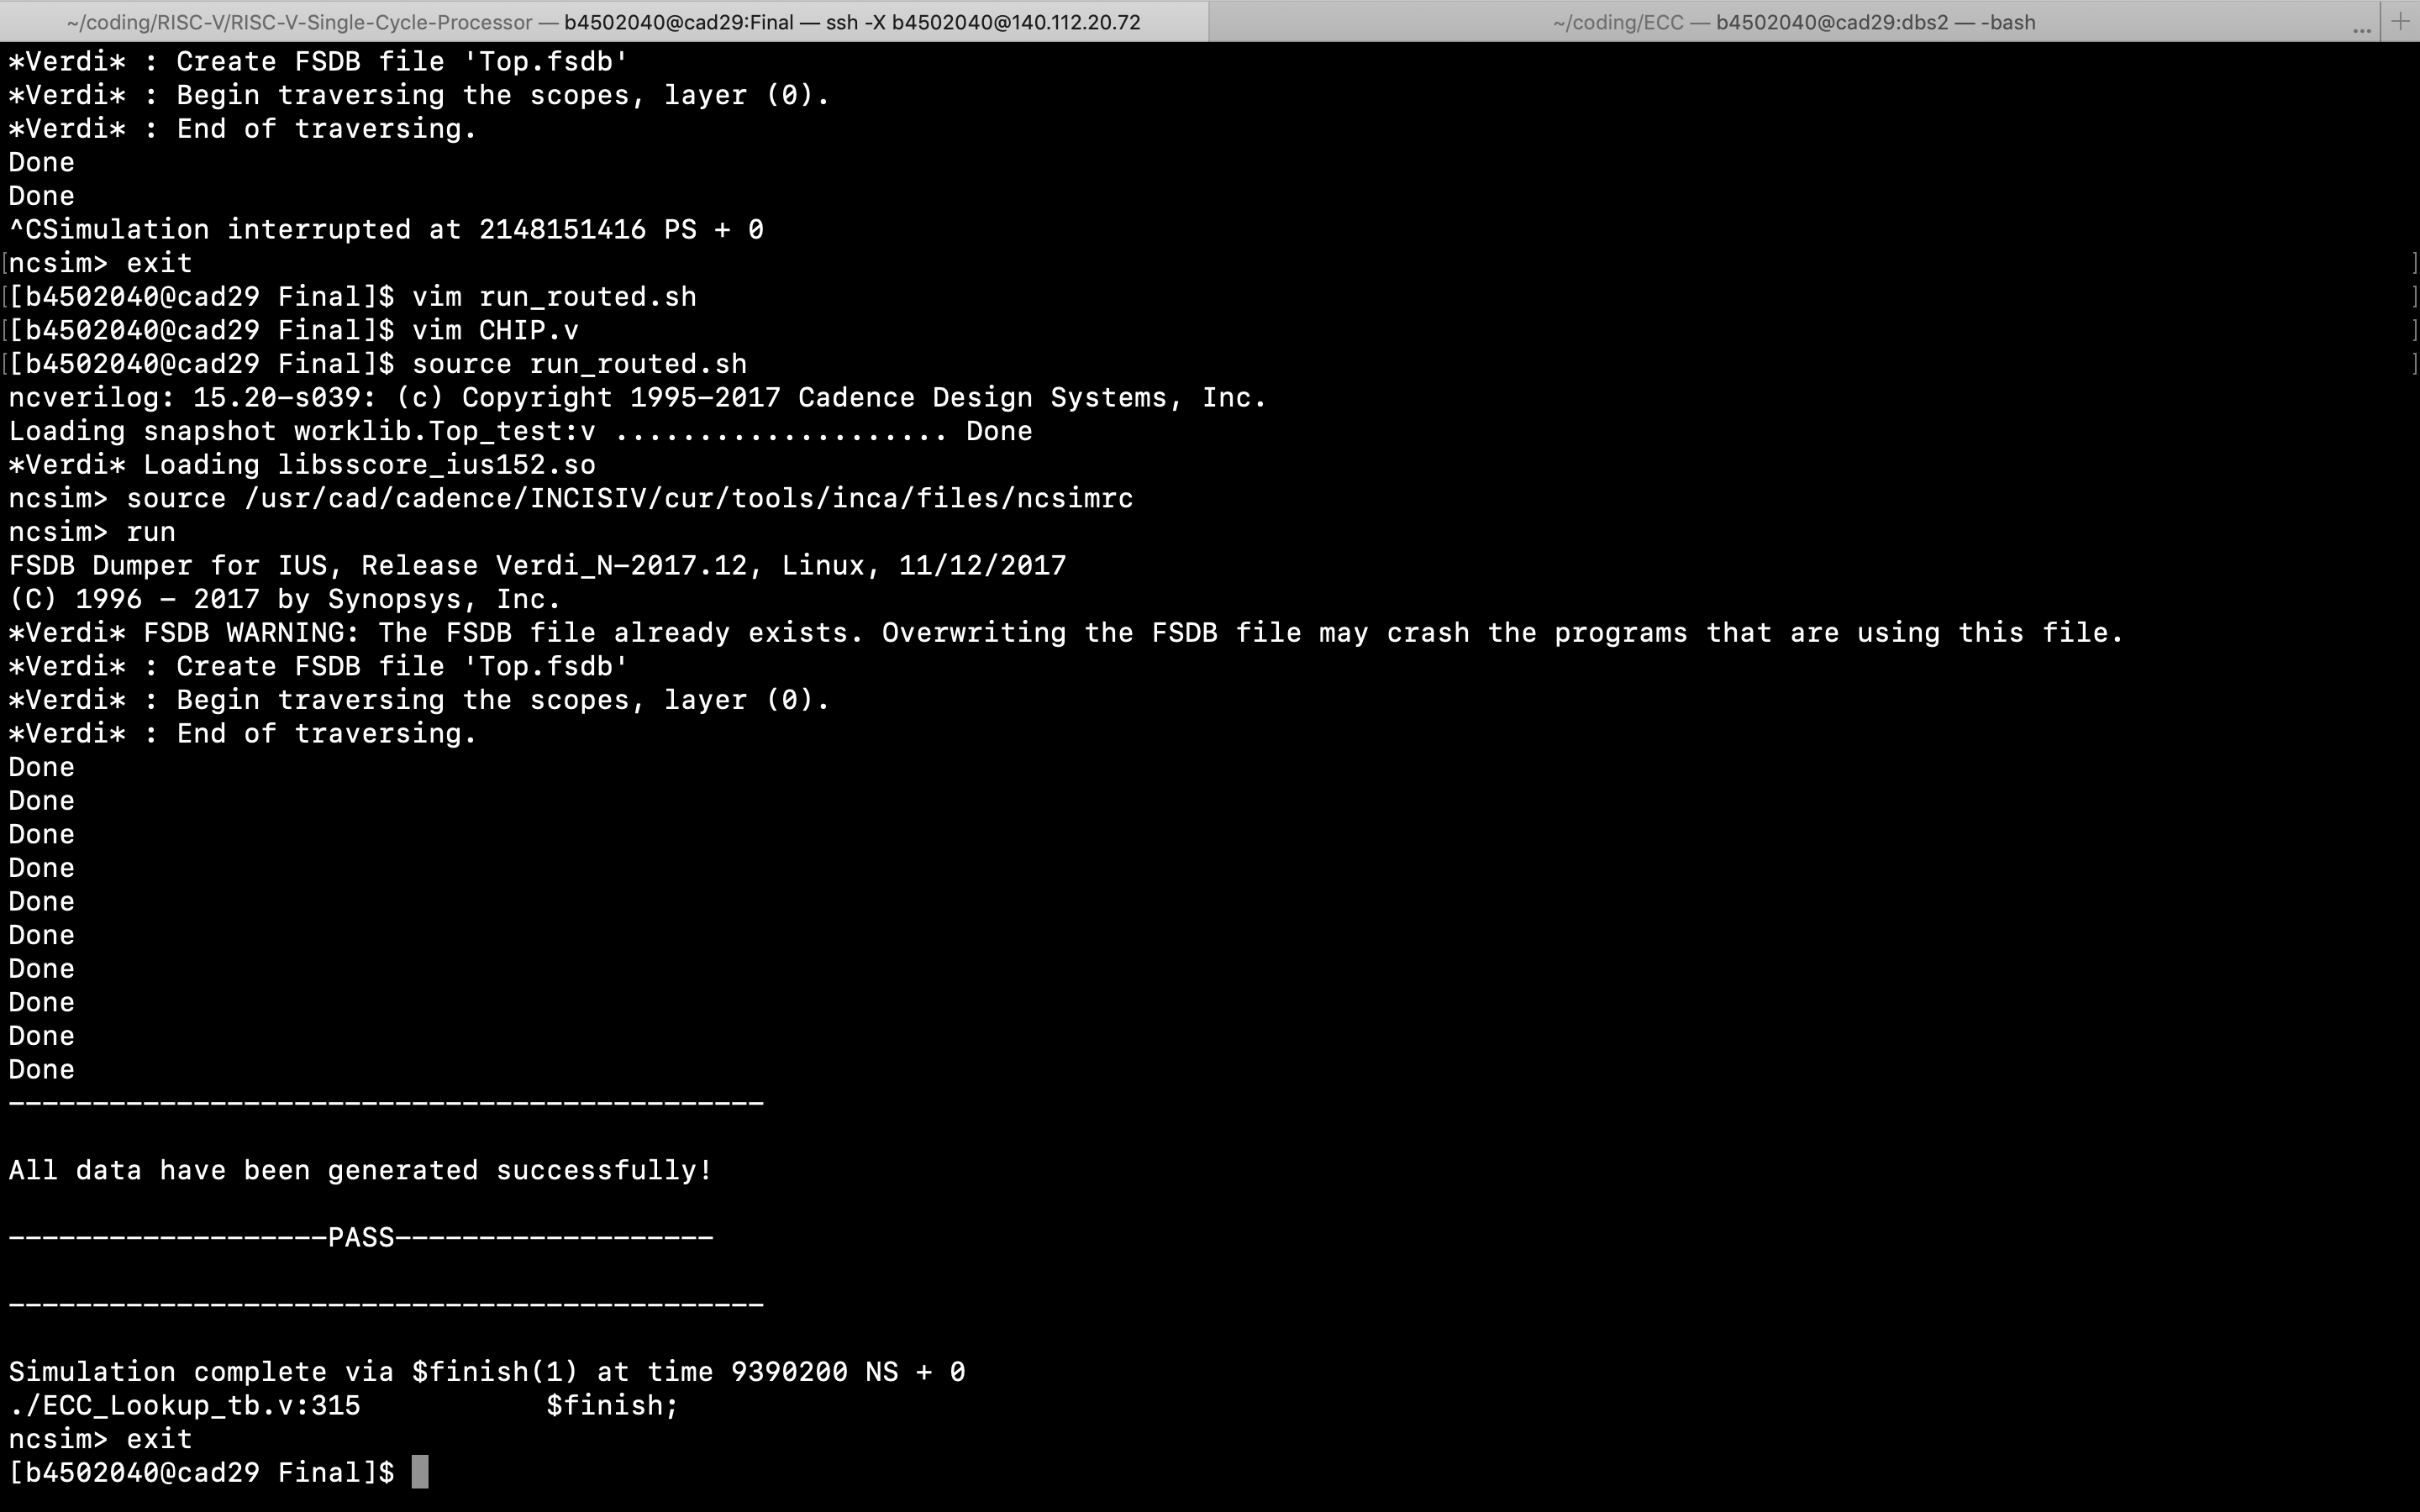 ~/coding/RISC-V/RISC-V-Single-Cycle-Processor — b4502040@cad29:Final — ssh -X b4502040@140.112.20.72
~/coding/ECC — b4502040@cad29:dbs2 — -bash
... +
*Verdi* : Create FSDB file 'Top.fsdb'
*Verdi* : Begin traversing the scopes, layer (0).
*Verdi* : End of traversing.
Done
Done
^CSimulation interrupted at 2148151416 PS + 0
[ncsim> exit ]
[[b4502040@cad29 Final]$ vim run_routed.sh ]
[[b4502040@cad29 Final]$ vim CHIP.v ]
[[b4502040@cad29 Final]$ source run_routed.sh ]
ncverilog: 15.20-s039: (c) Copyright 1995-2017 Cadence Design Systems, Inc.
Loading snapshot worklib.Top_test:v .................... Done
*Verdi* Loading libsscore_ius152.so
ncsim> source /usr/cad/cadence/INCISIV/cur/tools/inca/files/ncsimrc
ncsim> run
FSDB Dumper for IUS, Release Verdi_N-2017.12, Linux, 11/12/2017
(C) 1996 - 2017 by Synopsys, Inc.
*Verdi* FSDB WARNING: The FSDB file already exists. Overwriting the FSDB file may crash the programs that are using this file.
*Verdi* : Create FSDB file 'Top.fsdb'
*Verdi* : Begin traversing the scopes, layer (0).
*Verdi* : End of traversing.
Done
Done
Done
Done
Done
Done
Done
Done
Done
Done
---------------------------------------------
All data have been generated successfully!
-------------------PASS-------------------
---------------------------------------------
Simulation complete via $finish(1) at time 9390200 NS + 0
./ECC_Lookup_tb.v:315           $finish;
ncsim> exit
[b4502040@cad29 Final]$